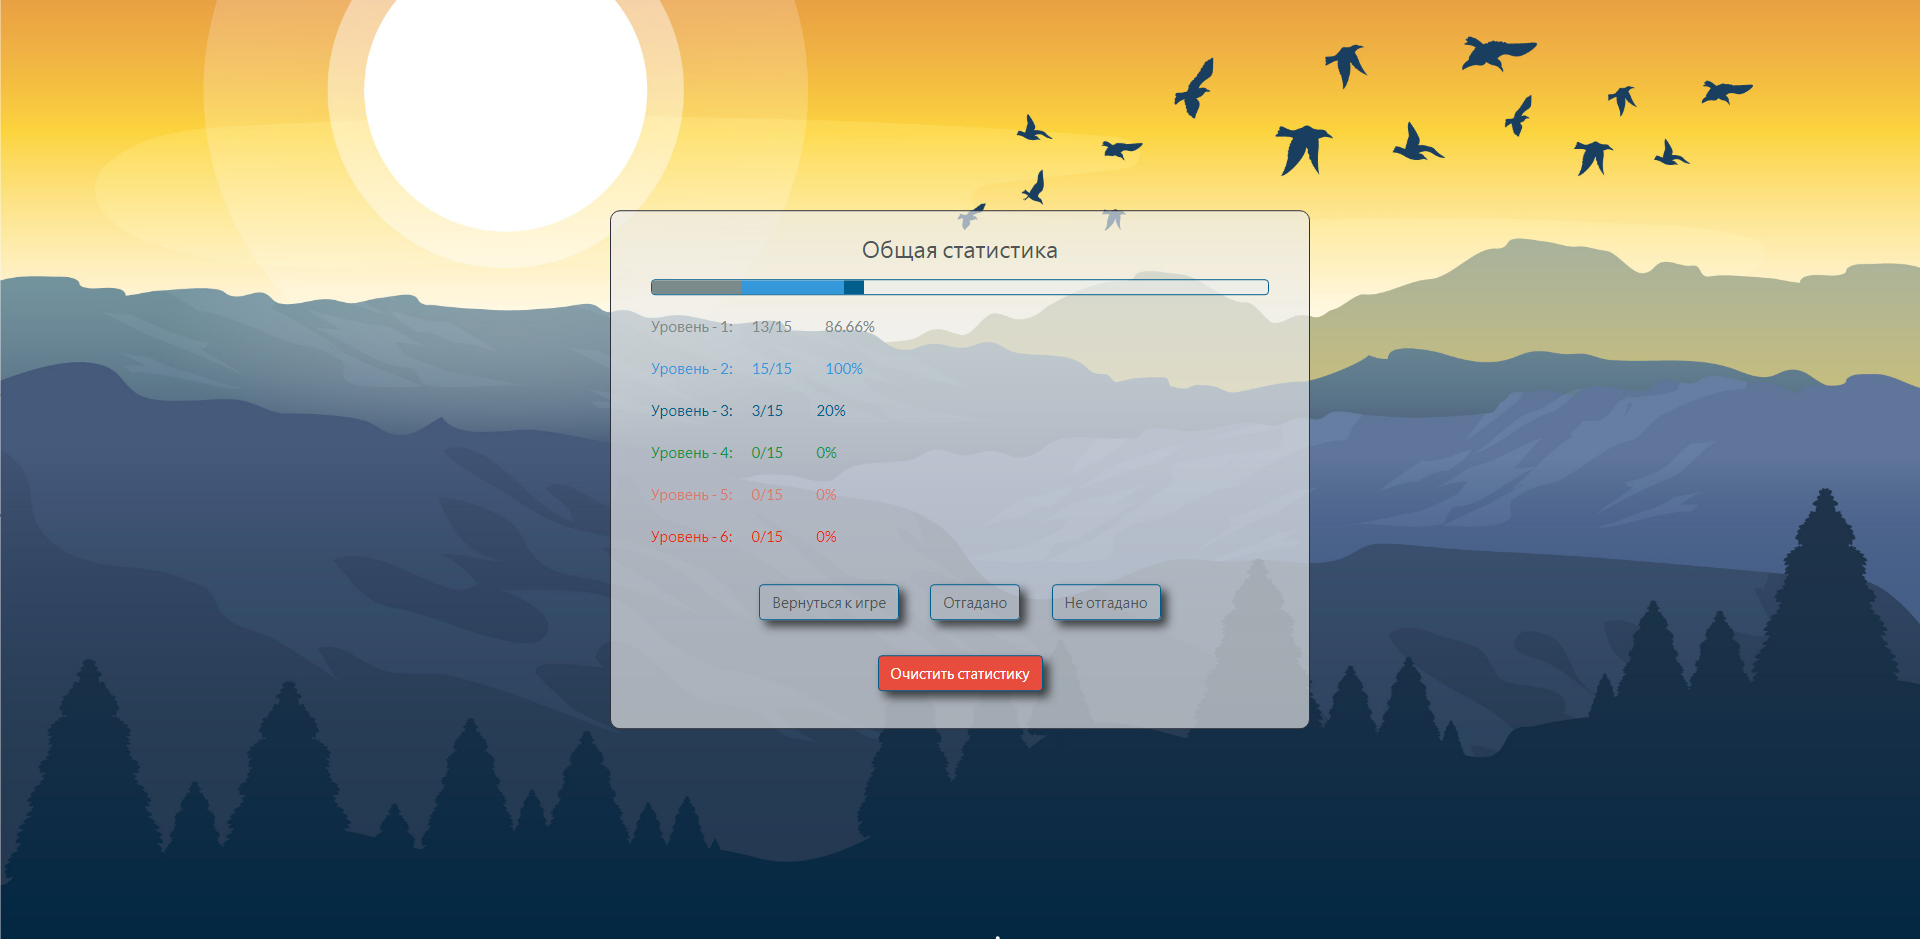 Общая статистика
Уровень - 1: 13/15 86.66%
Уровень - 2: 15/15 100%
Уровень - 3: 3/15 20%
Уровень - 4: 0/15 0%
Уровень - 5: 0/15 0%
Уровень - 6: 0/15 0%
Вернуться к игре Отгадано Не отгадано
Очистить статистику